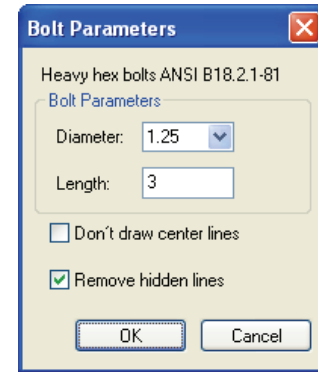 Bolt Parameters
Heavy hex bolts ANSI B18.2.1-81
Bolt Parameters
Diameter: 1.25
Length: 3
Don´t draw center lines
Remove hidden lines
OK Cancel